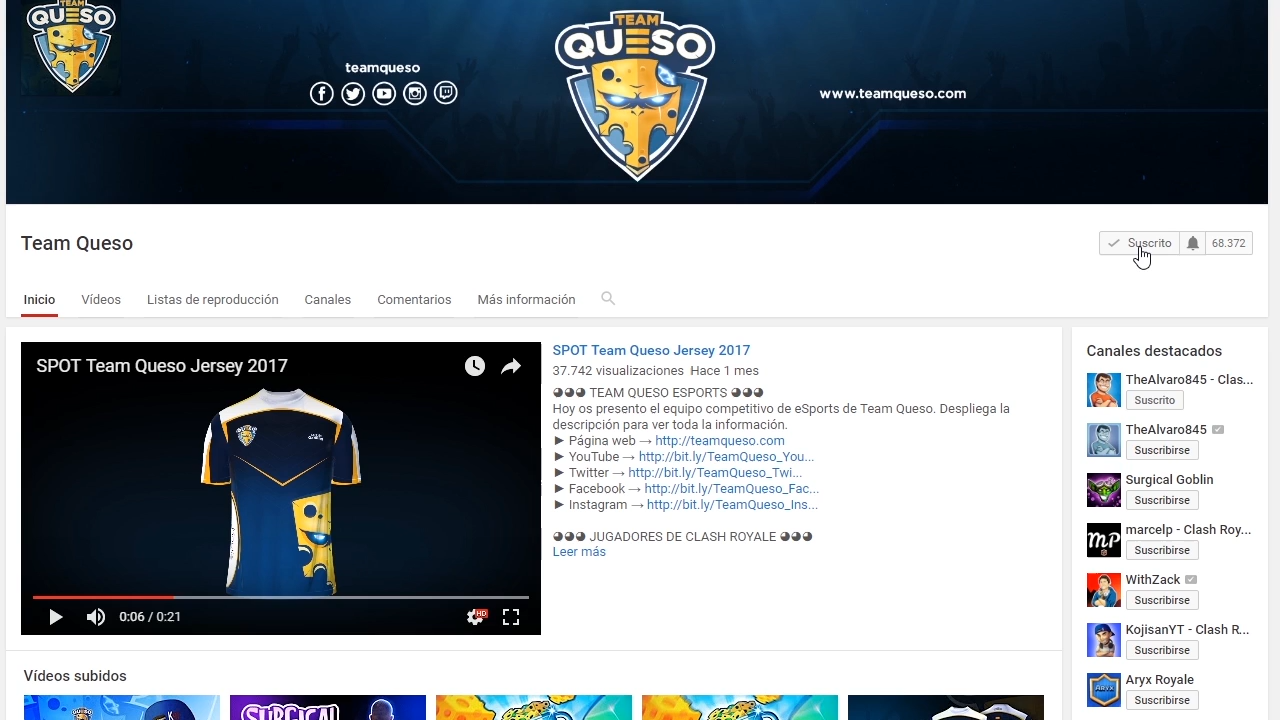 TEAM
QUESO
teamqueso
TEAM
QUESO
www.teamqueso.com
Team Queso
Suscrito
68.372
Inicio
Vídeos
Listas de reproducción
Canales
Comentarios
Más información
SPOT Team Queso Jersey 2017
QUESO
0:06 / 0:21
HD
SPOT Team Queso Jersey 2017
37.742 visualizaciones Hace 1 mes
◕◕◕ TEAM QUESO ESPORTS ◕◕◕
Hoy os presento el equipo competitivo de eSports de Team Queso. Despliega la
descripción para ver toda la información.
► Página web → http://teamqueso.com
► YouTube → http://bit.ly/TeamQueso_You...
► Twitter → http://bit.ly/TeamQueso_Twi...
► Facebook → http://bit.ly/TeamQueso_Fac...
► Instagram → http://bit.ly/TeamQueso_Ins...
◕◕◕ JUGADORES DE CLASH ROYALE ◕◕◕
Leer más
Canales destacados
TheAlvaro845 - Clas...
Suscrito
TheAlvaro845
Suscribirse
Surgical Goblin
Suscribirse
MP
marcelp - Clash Roy...
Suscribirse
WithZack
Suscribirse
KojisanYT - Clash R...
Suscribirse
ARYX
Aryx Royale
Suscribirse
Vídeos subidos
QUESO
SURGICAL